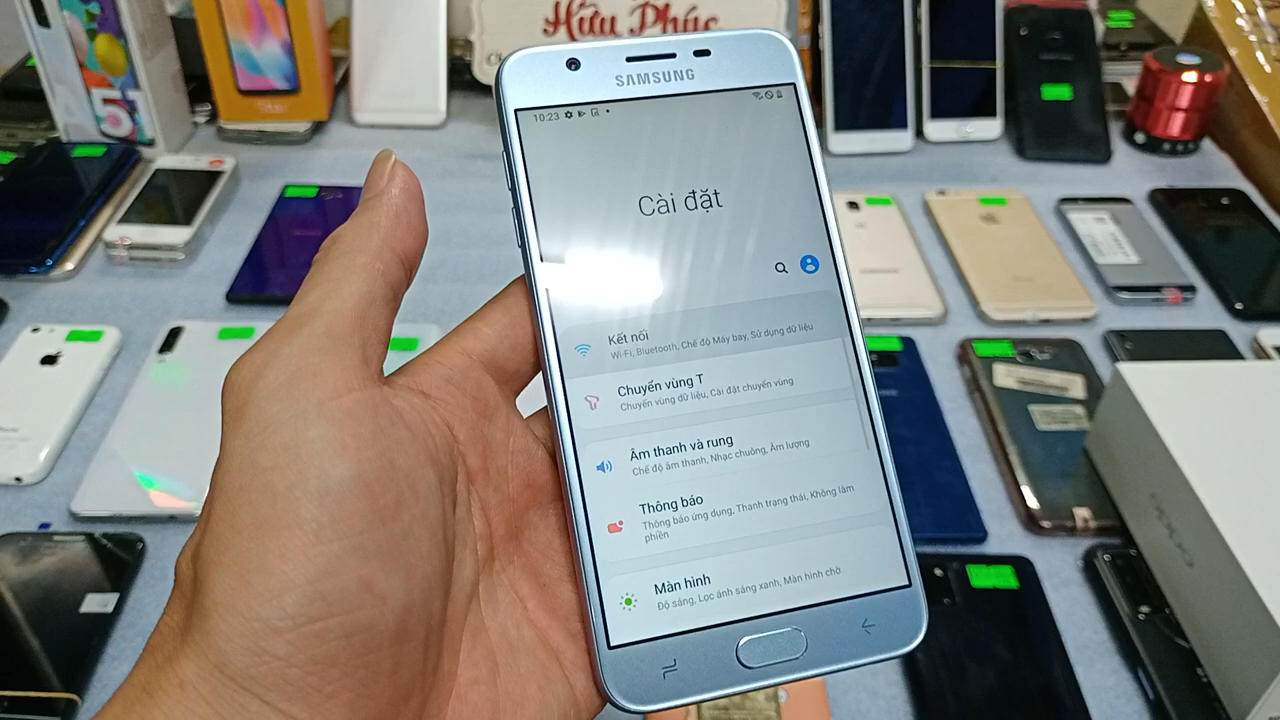 Hữu Phúc
SAMSUNG
10:23
Cài đặt
Kết nối
Wi-Fi, Bluetooth, Chế độ Máy bay, Sử dụng dữ liệu
Chuyển vùng T
Chuyển vùng dữ liệu, Cài đặt chuyển vùng
Âm thanh và rung
Chế độ âm thanh, Nhạc chuông, Âm lượng
Thông báo
Thông báo ứng dụng, Thanh trạng thái, Không làm
phiền
Màn hình
Độ sáng, Lọc ánh sáng xanh, Màn hình chờ
oppo